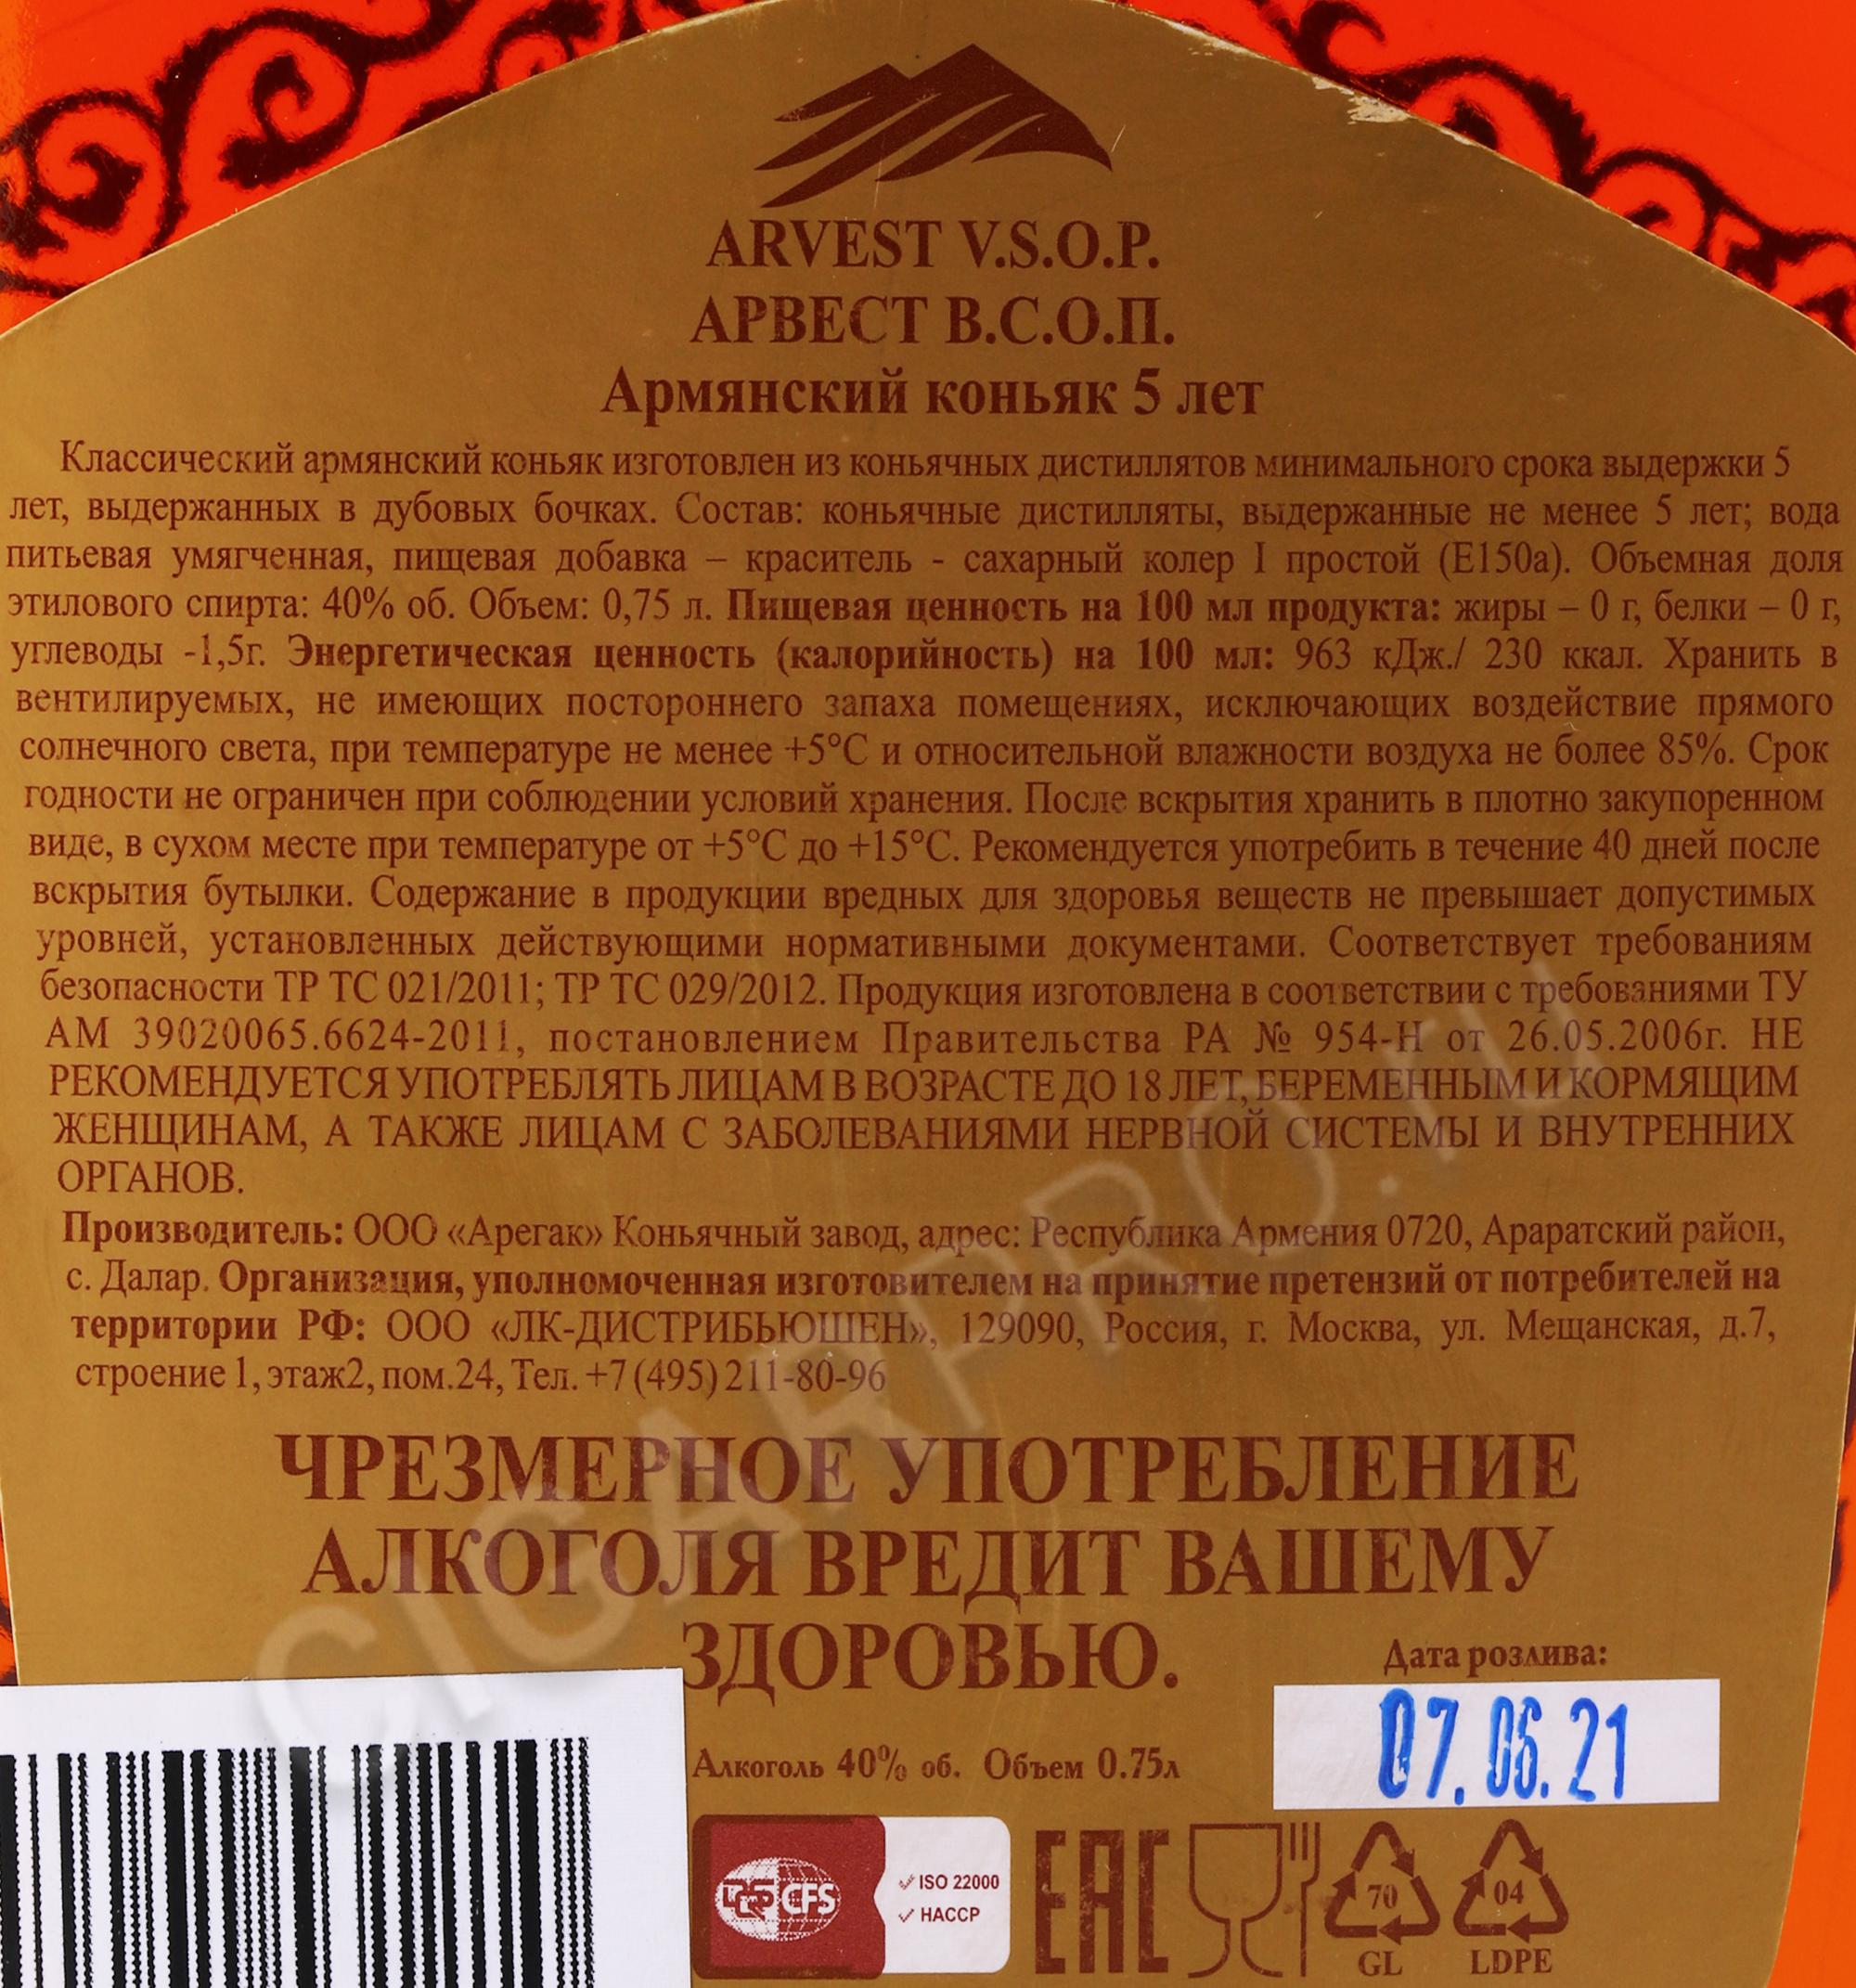 ARVEST V.S.O.P.
АРВЕСТ В.С.О.П.
Армянский коньяк 5 лет
Классический армянский коньяк изготовлен из коньячных дистиллятов минимального срока выдержки 5
лет, выдержанных в дубовых бочках. Состав: коньячные дистилляты, выдержанные не менее 5 лет; вода
питьевая умягченная, пищевая добавка – краситель - сахарный колер I простой (Е150а). Объемная доля
этилового спирта: 40% об. Объем: 0,75 л. Пищевая ценность на 100 мл продукта: жиры – 0 г, белки – 0 г,
углеводы -1,5г. Энергетическая ценность (калорийность) на 100 мл: 963 кДж./ 230 ккал. Хранить в
вентилируемых, не имеющих постороннего запаха помещениях, исключающих воздействие прямого
солнечного света, при температуре не менее +5°С и относительной влажности воздуха не более 85%. Срок
годности не ограничен при соблюдении условий хранения. После вскрытия хранить в плотно закупоренном
виде, в сухом месте при температуре от +5°С до +15°С. Рекомендуется употребить в течение 40 дней после
вскрытия бутылки. Содержание в продукции вредных для здоровья веществ не превышает допустимых
уровней, установленных действующими нормативными документами. Соответствует требованиям
безопасности ТР ТС 021/2011; ТР ТС 029/2012. Продукция изготовлена в соответствии с требованиями ТУ
АМ 39020065.6624-2011, постановлением Правительства РА № 954-Н от 26.05.2006г. НЕ
РЕКОМЕНДУЕТСЯ УПОТРЕБЛЯТЬ ЛИЦАМ В ВОЗРАСТЕ ДО 18 ЛЕТ, БЕРЕМЕННЫМ И КОРМЯЩИМ
ЖЕНЩИНАМ, А ТАКЖЕ ЛИЦАМ С ЗАБОЛЕВАНИЯМИ НЕРВНОЙ СИСТЕМЫ И ВНУТРЕННИХ
ОРГАНОВ.
Производитель: ООО «Арегак» Коньячный завод, адрес: Республика Армения 0720, Араратский район,
с. Далар. Организация, уполномоченная изготовителем на принятие претензий от потребителей на
территории РФ: ООО «ЛК-ДИСТРИБЬЮШЕН», 129090, Россия, г. Москва, ул. Мещанская, д.7,
строение 1, этаж2, пом.24, Тел. +7 (495) 211-80-96
ЧРЕЗМЕРНОЕ УПОТРЕБЛЕНИЕ
АЛКОГОЛЯ ВРЕДИТ ВАШЕМУ
ЗДОРОВЬЮ.
Дата розлива:
07.06.21
Алкоголь 40% об. Объем 0.75л
CFS
ISO 22000
HACCP
EAC
70
GL
04
LDPE
CIGARPRO.ru